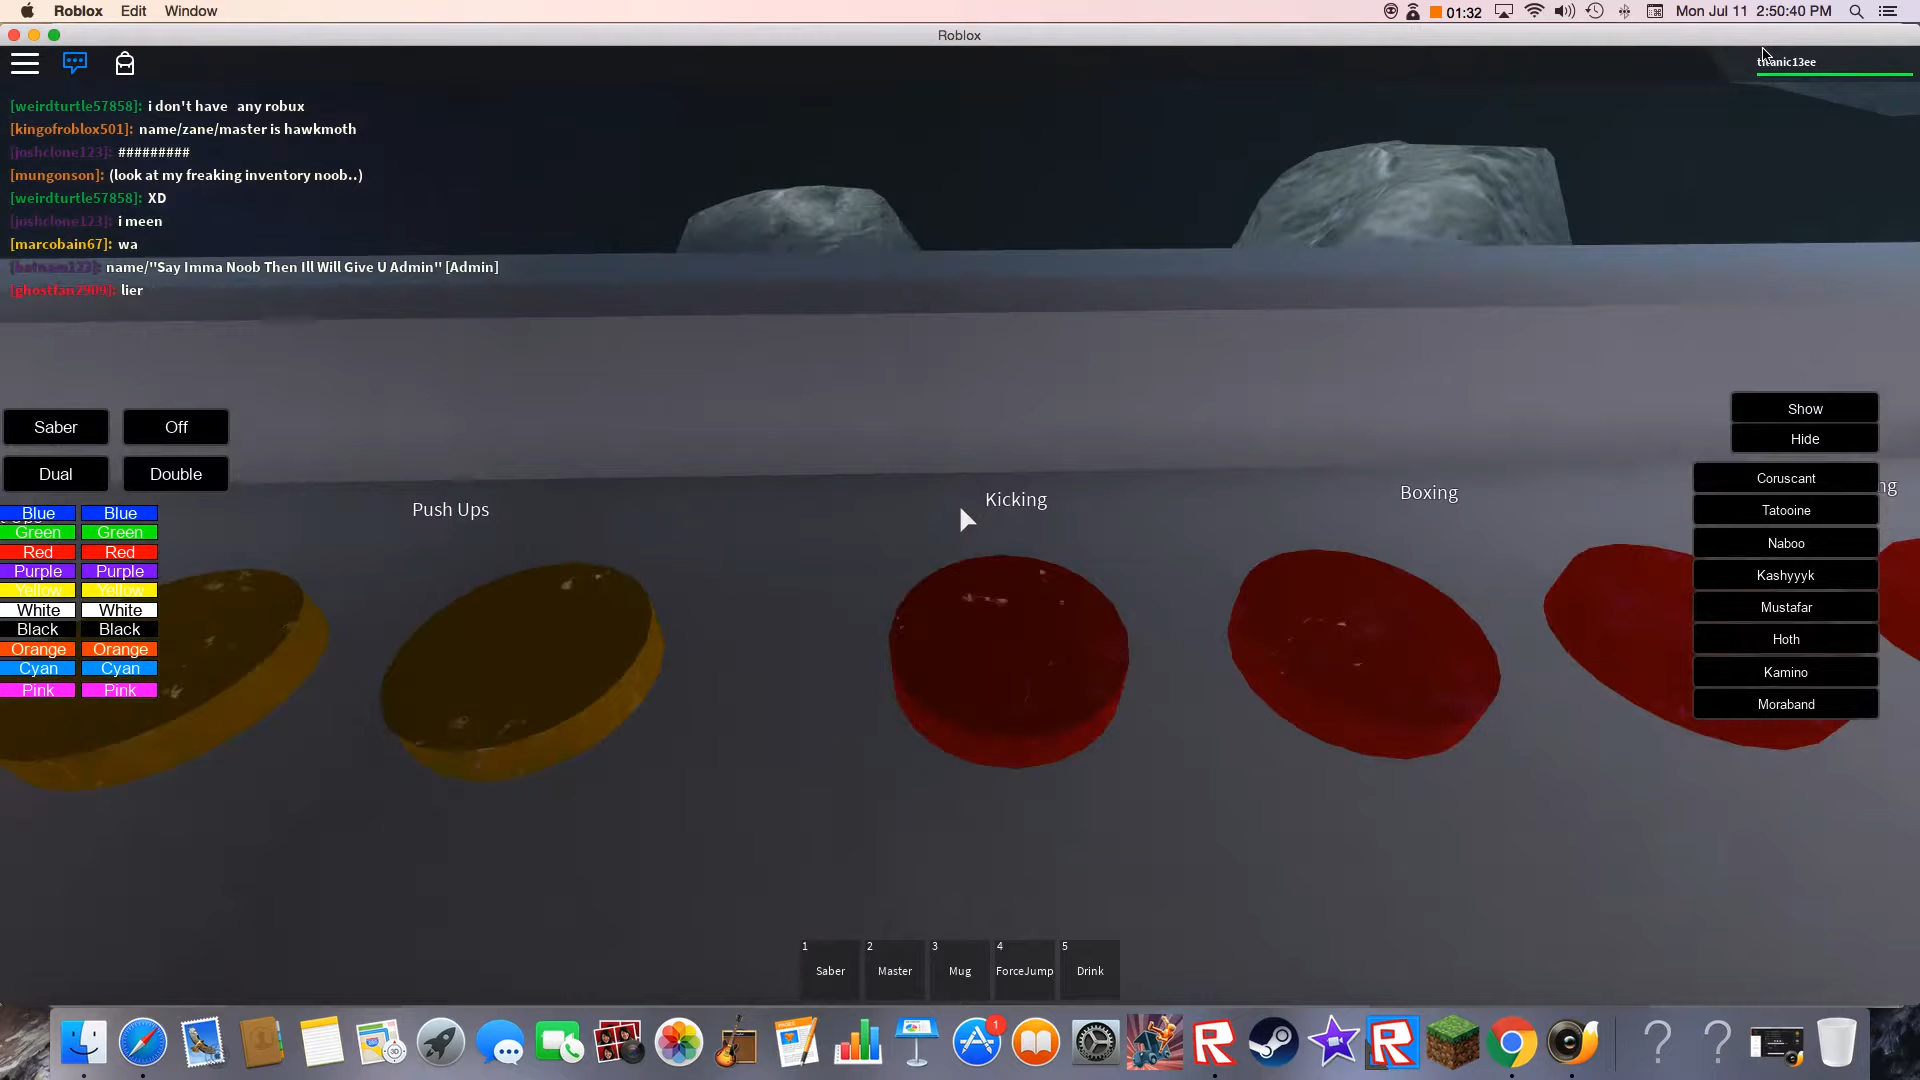 Roblox Edit Window 01:32 Mon Jul 11 2:50:40 PM
Roblox
[weirdturtle57858]: i don't have any robux
[kingofroblox501]: name/zane/master is hawkmoth
[joshclone123]: #########
[mungonson]: (look at my freaking inventory noob..)
[weirdturtle57858]: XD
[joshclone123]: i meen
[marcobain67]: wa
name/"Say Imma Noob Then Ill Will Give U Admin" [Admin]
[ghostfan7909]: lier
Saber Off
Dual Double
Blue Blue
Green Green
Red Red
Purple Purple
Yellow Yellow
White White
Black Black
Orange Orange
Cyan Cyan
Pink Pink
Push Ups
Kicking
Boxing
Show
Hide
Coruscant
Tatooine
Naboo
Kashyyyk
Mustafar
Hoth
Kamino
Moraband
1 2 3 4 5
Saber Master Mug ForceJump Drink
PAGES
3D
1